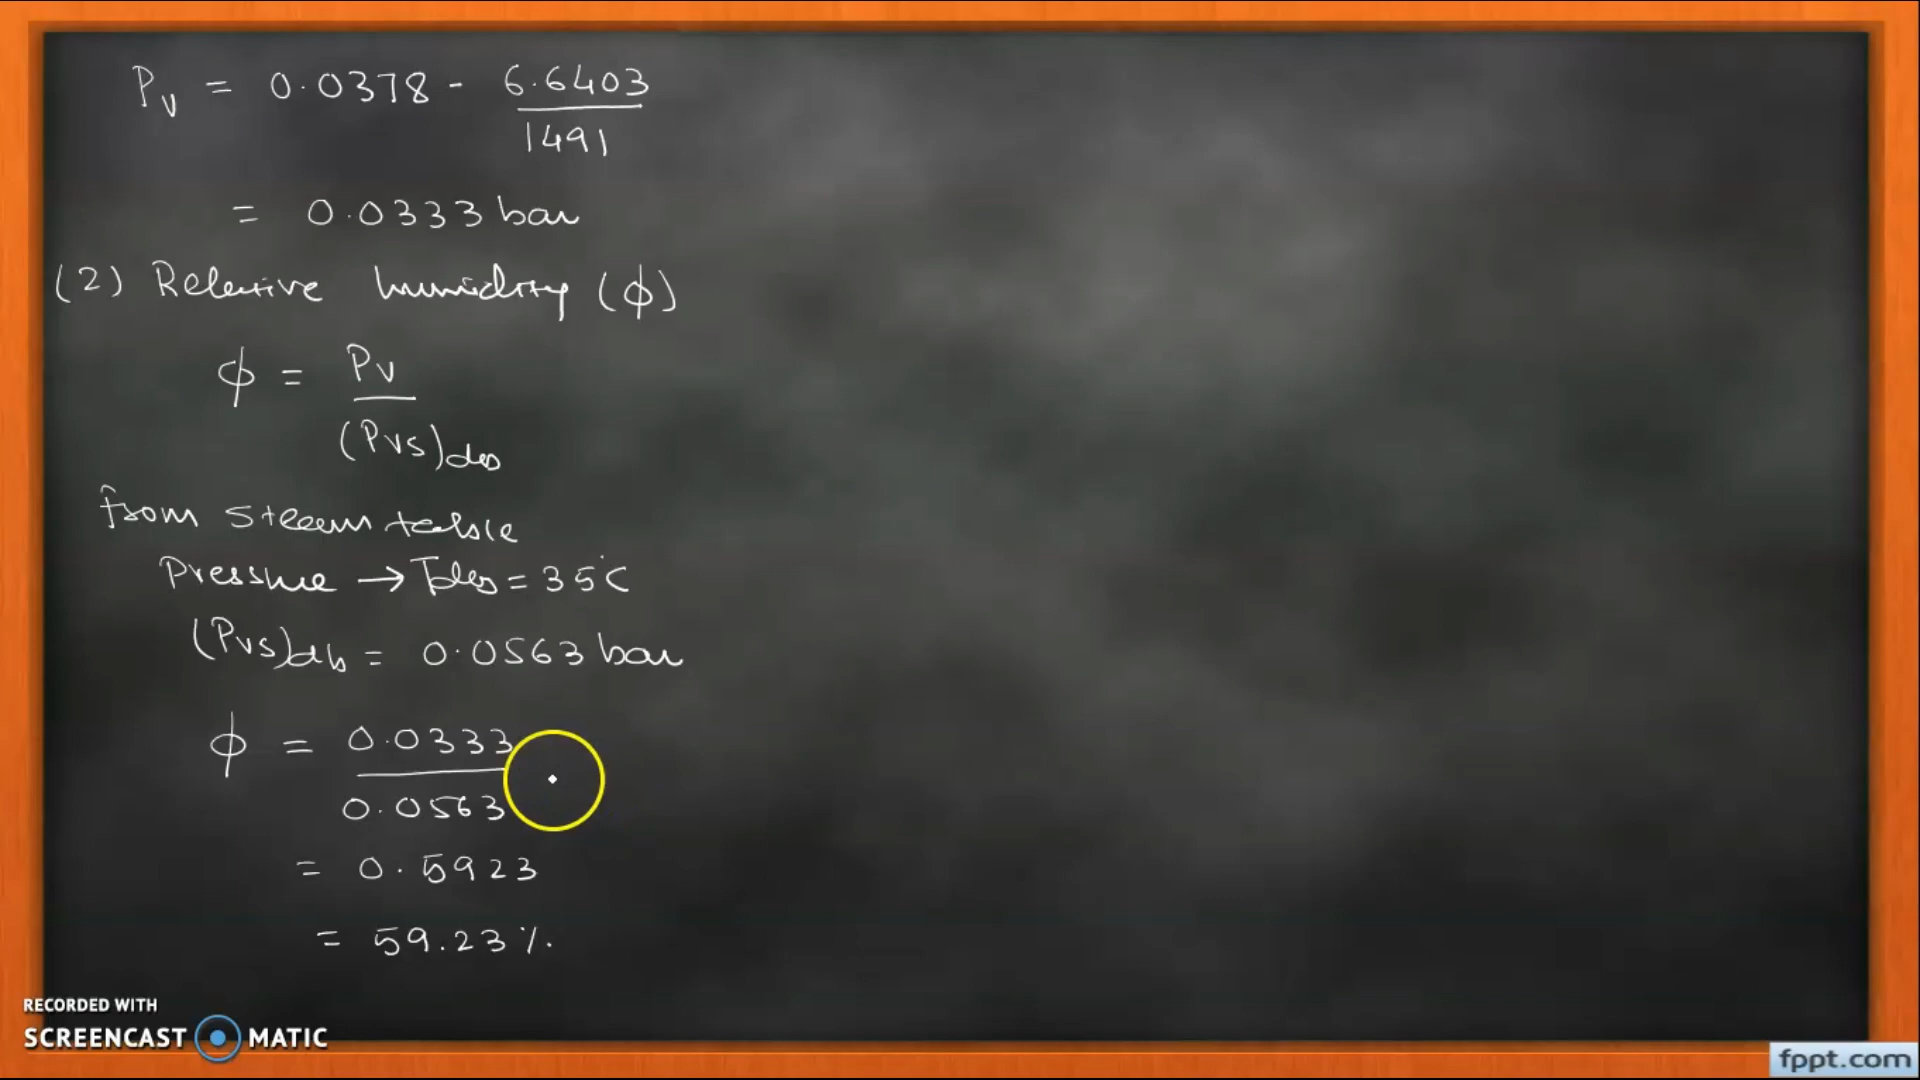 Pv = 0.0378 - 6.6403 / 1491
= 0.0333 bar
(2) Relative humidity (ϕ)
ϕ = Pv / (Pvs)db
from steam table
Pressure → Tdb = 35°C
(Pvs)db = 0.0563 bar
ϕ = 0.0333 / 0.0563
= 0.5923
= 59.23 %.
RECORDED WITH
SCREENCAST MATIC
fppt.com